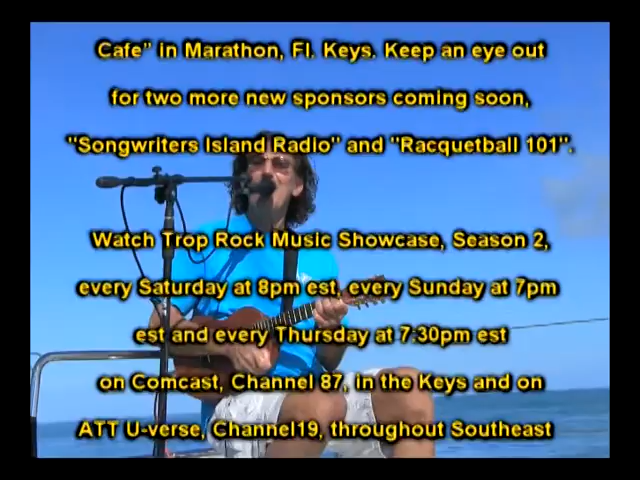 Cafe" in Marathon, Fl. Keys. Keep an eye out
for two more new sponsors coming soon,
"Songwriters Island Radio" and "Racquetball 101".
Watch Trop Rock Music Showcase, Season 2,
every Saturday at 8pm est, every Sunday at 7pm
est and every Thursday at 7:30pm est
on Comcast, Channel 87, in the Keys and on
ATT U-verse, Channel19, throughout Southeast